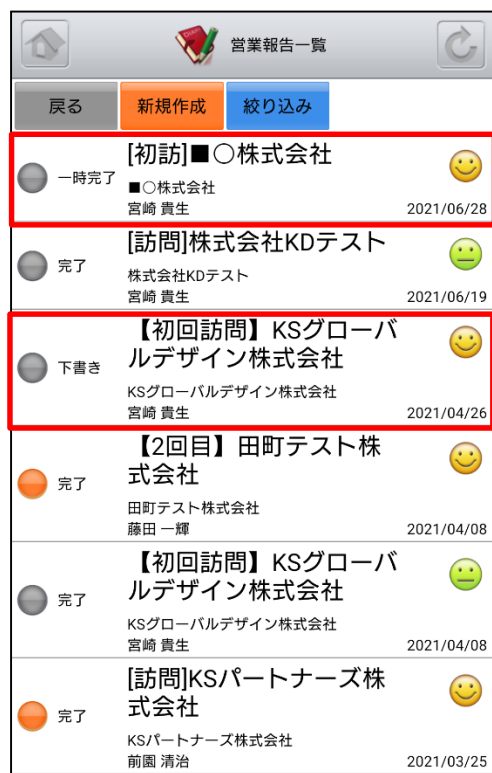 営業報告一覧
戻る 新規作成 絞り込み
[初訪]■○株式会社
一時完了
■○株式会社
宮崎 貴生 2021/06/28
[訪問]株式会社KDテスト
完了
株式会社KDテスト
宮崎 貴生 2021/06/19
【初回訪問】KSグローバ
ルデザイン株式会社
下書き
KSグローバルデザイン株式会社
宮崎 貴生 2021/04/26
【2回目】田町テスト株
式会社
完了
田町テスト株式会社
藤田 一輝 2021/04/08
【初回訪問】KSグローバ
ルデザイン株式会社
完了
KSグローバルデザイン株式会社
宮崎 貴生 2021/04/08
[訪問]KSパートナーズ株
式会社
完了
KSパートナーズ株式会社
前園 清治 2021/03/25